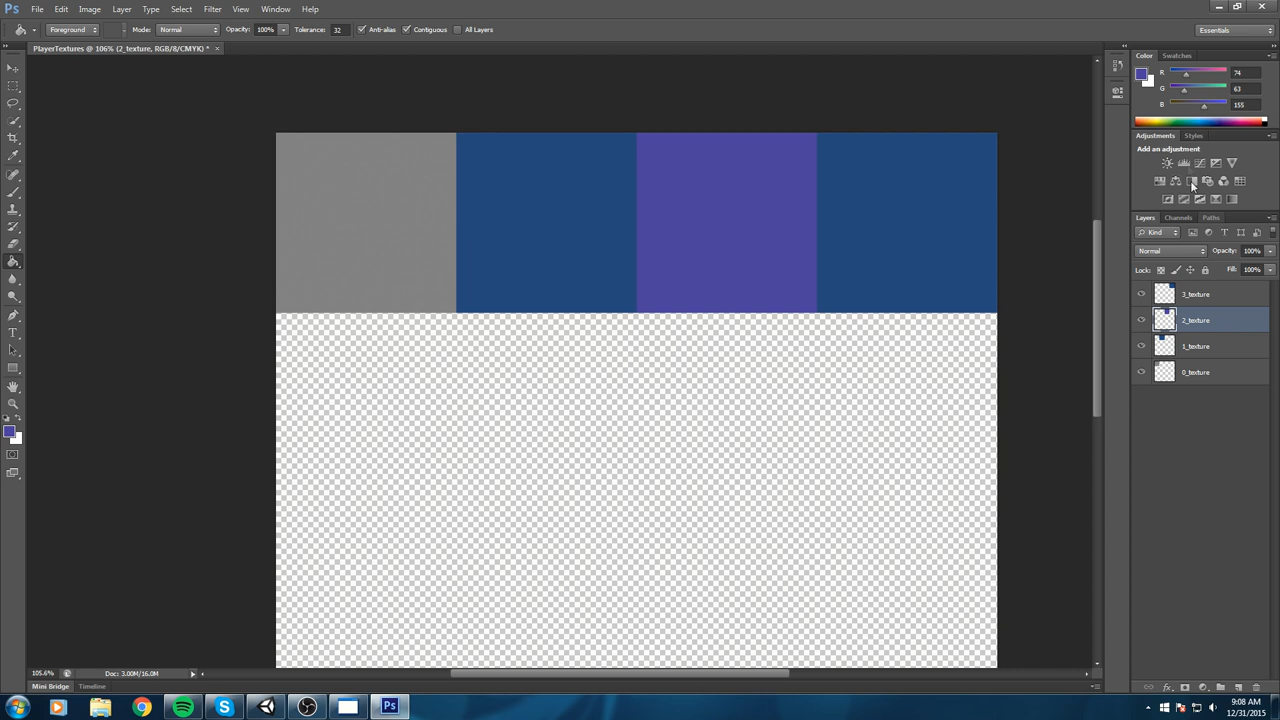 Ps File Edit Image Layer Type Select Filter View Window Help
Foreground Mode: Normal Opacity: 100% Tolerance: 32 Anti-alias Contiguous All Layers Essentials
PlayerTextures @ 106% (2_texture, RGB/8/CMYK) * ×
Color Swatches
R 74
G 63
B 155
Adjustments Styles
Add an adjustment
Layers Channels Paths
Kind
Normal Opacity: 100%
Lock: Fill: 100%
3_texture
2_texture
1_texture
0_texture
105.6% Doc: 3.00M/16.0M
Mini Bridge Timeline
Ps 9:08 AM
12/31/2015